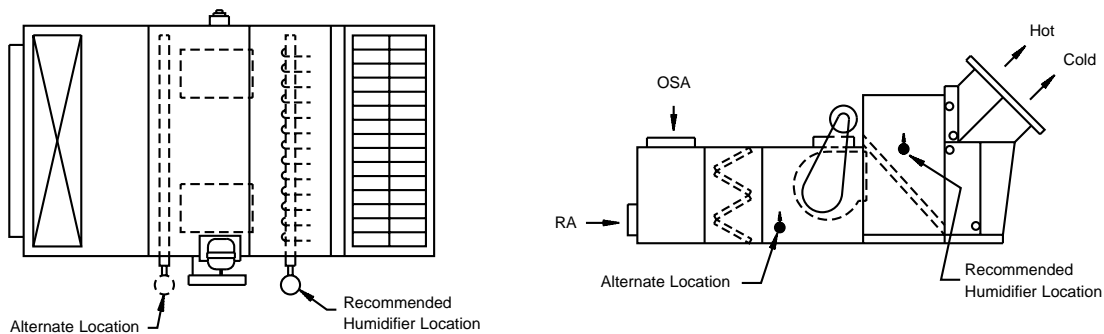 Alternate Location
Recommended
Humidifier Location
Hot
Cold
OSA
RA
Alternate Location
Recommended
Humidifier Location